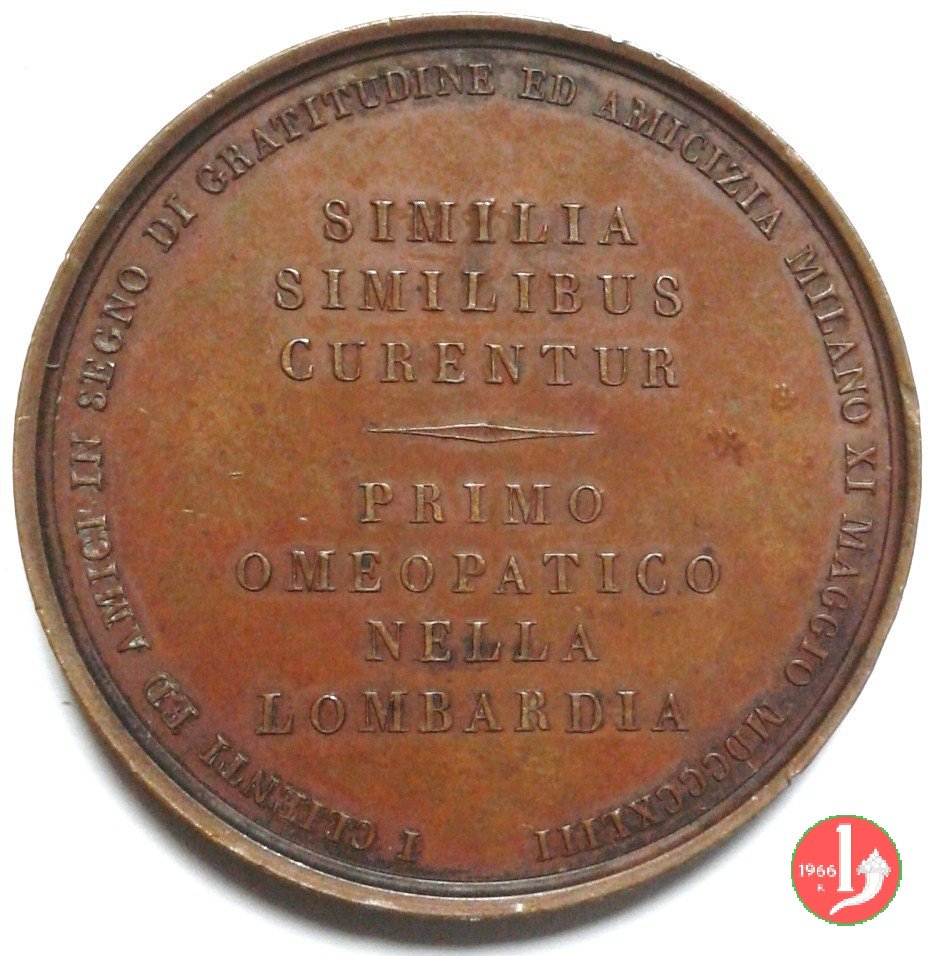 I CLIENTI ED AMICI IN SEGNO DI GRATITUDINE ED AMICIZIA MILANO XI MAGGIO MDCCCXLIII
SIMILIA
SIMILIBUS
CURENTUR
PRIMO
OMEOPATICO
NELLA
LOMBARDIA
1966
R.